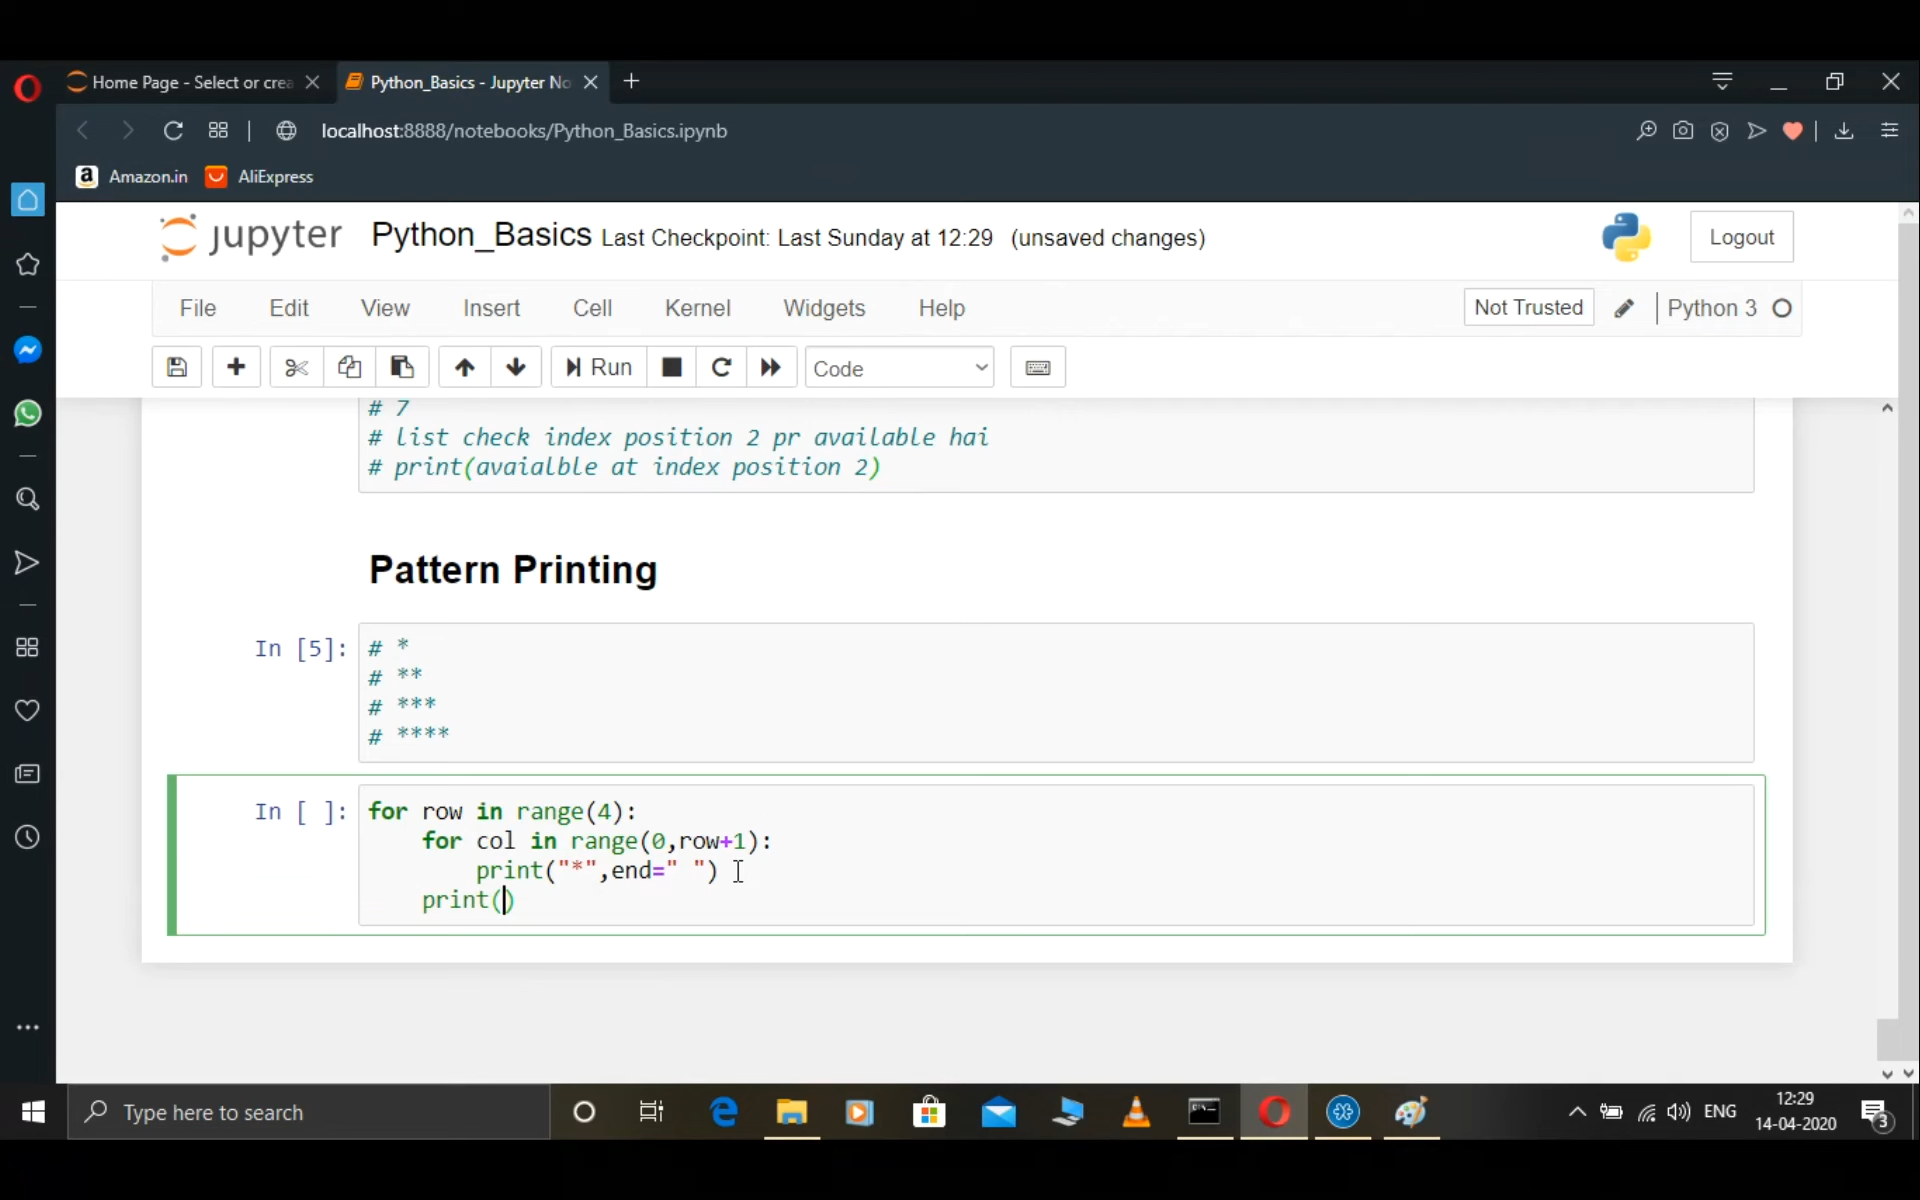 Home Page - Select or crea
Python_Basics - Jupyter No
localhost:8888/notebooks/Python_Basics.ipynb
Amazon.in
AliExpress
jupyter Python_Basics Last Checkpoint: Last Sunday at 12:29 (unsaved changes)
Logout
File Edit View Insert Cell Kernel Widgets Help
Not Trusted
Python 3
Run
Code
# 7
# list check index position 2 pr available hai
# print(avaialble at index position 2)
Pattern Printing
In [5]:
# *
# **
# ***
# ****
In [ ]:
for row in range(4):
    for col in range(0,row+1):
        print("*",end=" ")
    print()
Type here to search
ENG
12:29
14-04-2020
3